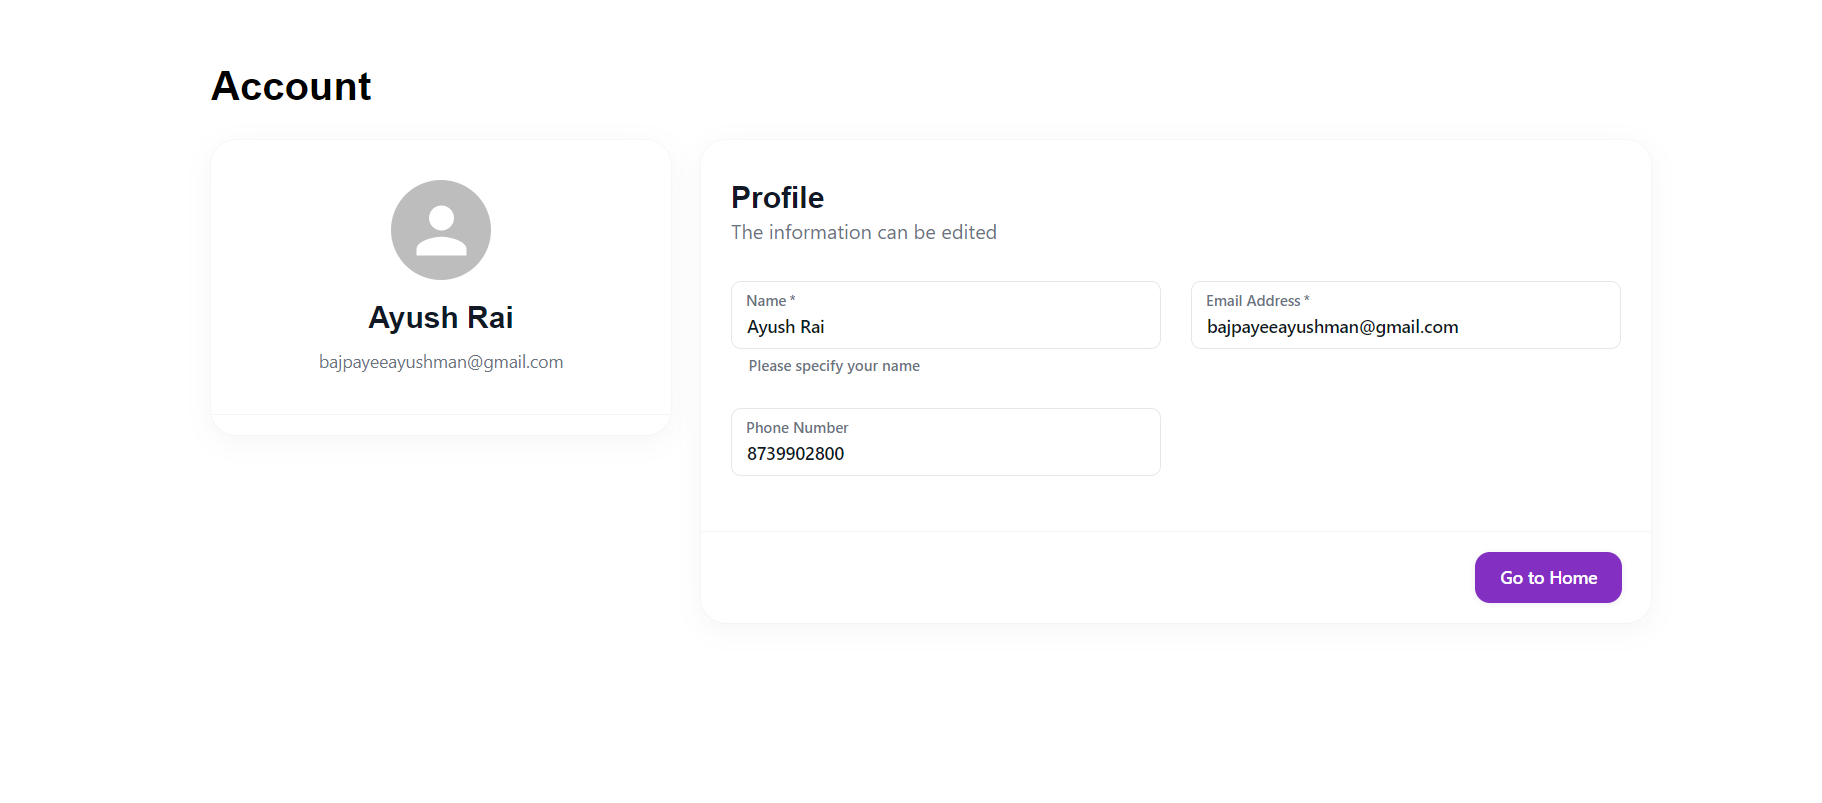 Account
Ayush Rai
bajpayeeayushman@gmail.com
Profile
The information can be edited
Name *
Ayush Rai
Please specify your name
Email Address *
bajpayeeayushman@gmail.com
Phone Number
8739902800
Go to Home